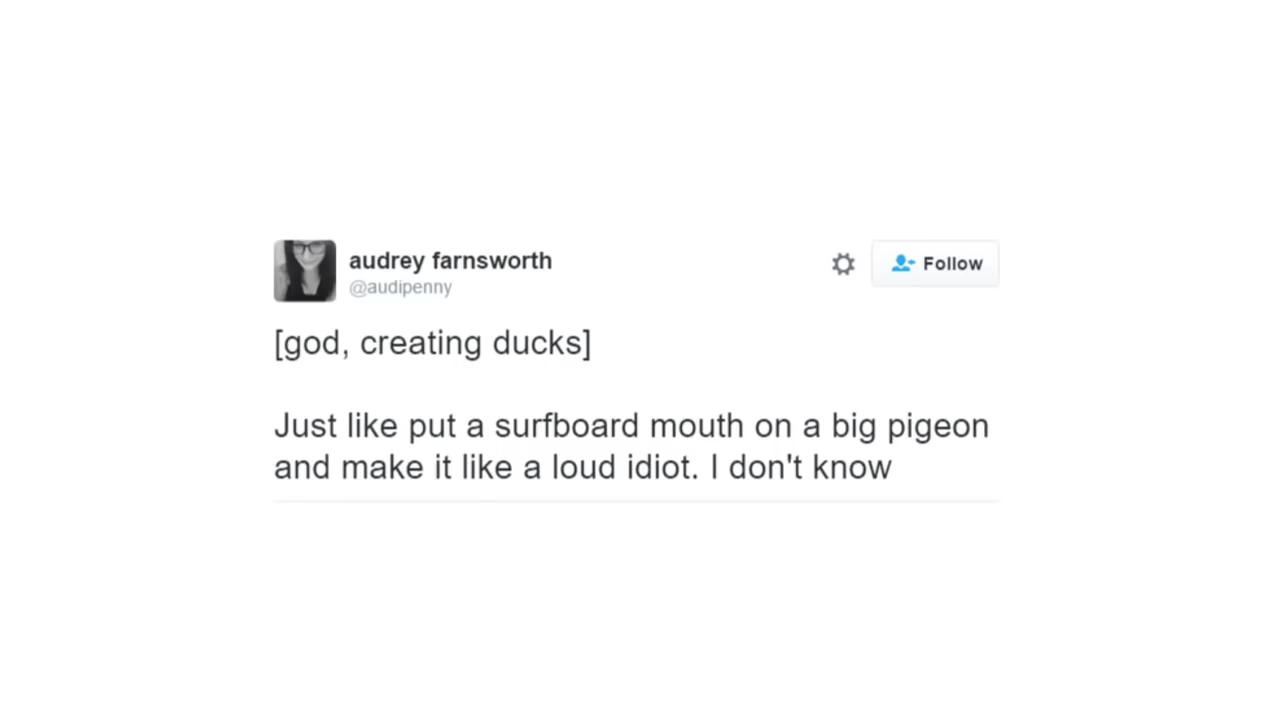 audrey farnsworth
@audipenny
Follow
[god, creating ducks]
Just like put a surfboard mouth on a big pigeon
and make it like a loud idiot. I don't know